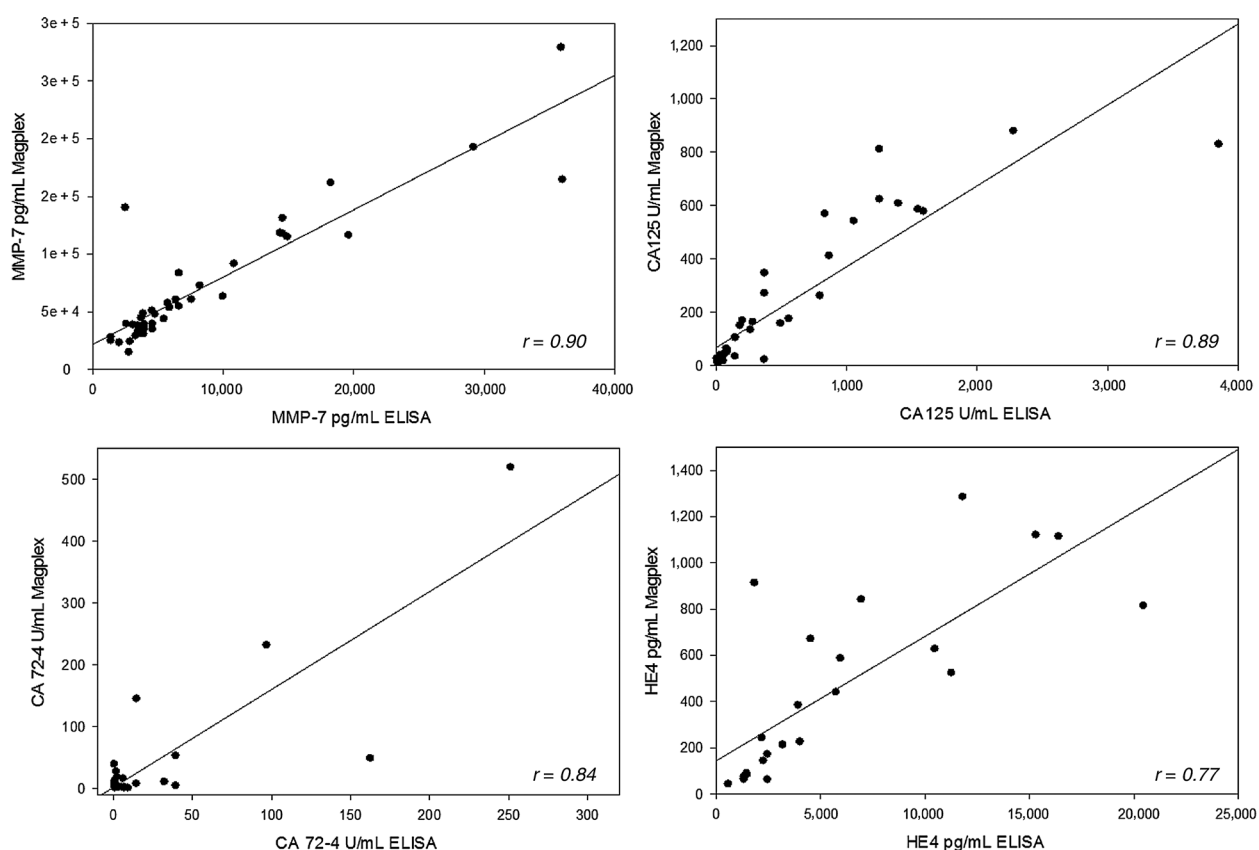 3e + 5
3e + 5
2e + 5
2e + 5
1e + 5
5e + 4
0
MMP-7 pg/mL Magplex
r = 0.90
0 10,000 20,000 30,000 40,000
MMP-7 pg/mL ELISA
1,200
1,000
800
600
400
200
0
CA125 U/mL Magplex
r = 0.89
0 1,000 2,000 3,000 4,000
CA125 U/mL ELISA
500
400
300
200
100
0
CA 72-4 U/mL Magplex
r = 0.84
0 50 100 150 200 250 300
CA 72-4 U/mL ELISA
1,400
1,200
1,000
800
600
400
200
0
HE4 pg/mL Magplex
r = 0.77
0 5,000 10,000 15,000 20,000 25,000
HE4 pg/mL ELISA